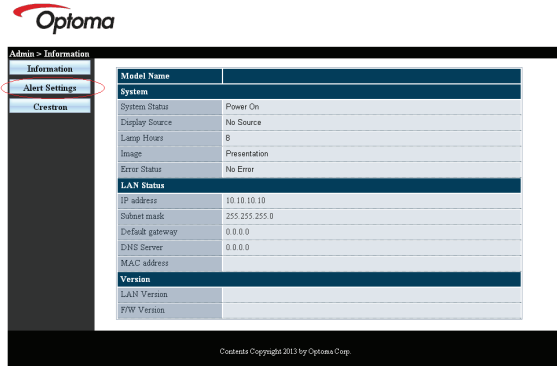 Optoma
Admin > Information
Information
Alert Settings
Crestron
Model Name
System
System Status Power On
Display Source No Source
Lamp Hours 8
Image Presentation
Error Status No Error
LAN Status
IP address 10.10.10.10
Subnet mask 255.255.255.0
Default gateway 0.0.0.0
DNS Server 0.0.0.0
MAC address
Version
LAN Version
F/W Version
Contents Copyright 2013 by Optoma Corp.